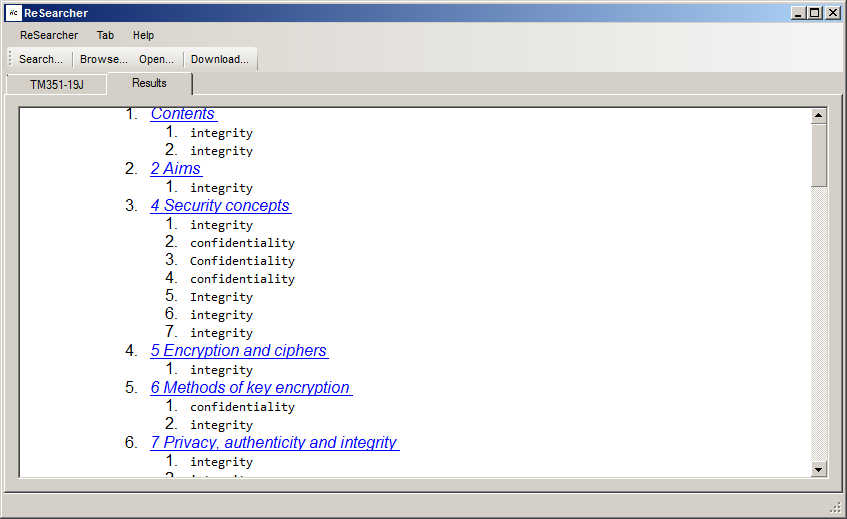 ReSearcher
ReSearcher Tab Help
Search... Browse... Open... Download...
TM351-19J Results
1. Contents
1. integrity
2. integrity
2. 2 Aims
1. integrity
3. 4 Security concepts
1. integrity
2. confidentiality
3. Confidentiality
4. confidentiality
5. Integrity
6. integrity
7. integrity
4. 5 Encryption and ciphers
1. integrity
5. 6 Methods of key encryption
1. confidentiality
2. integrity
6. 7 Privacy, authenticity and integrity
1. integrity